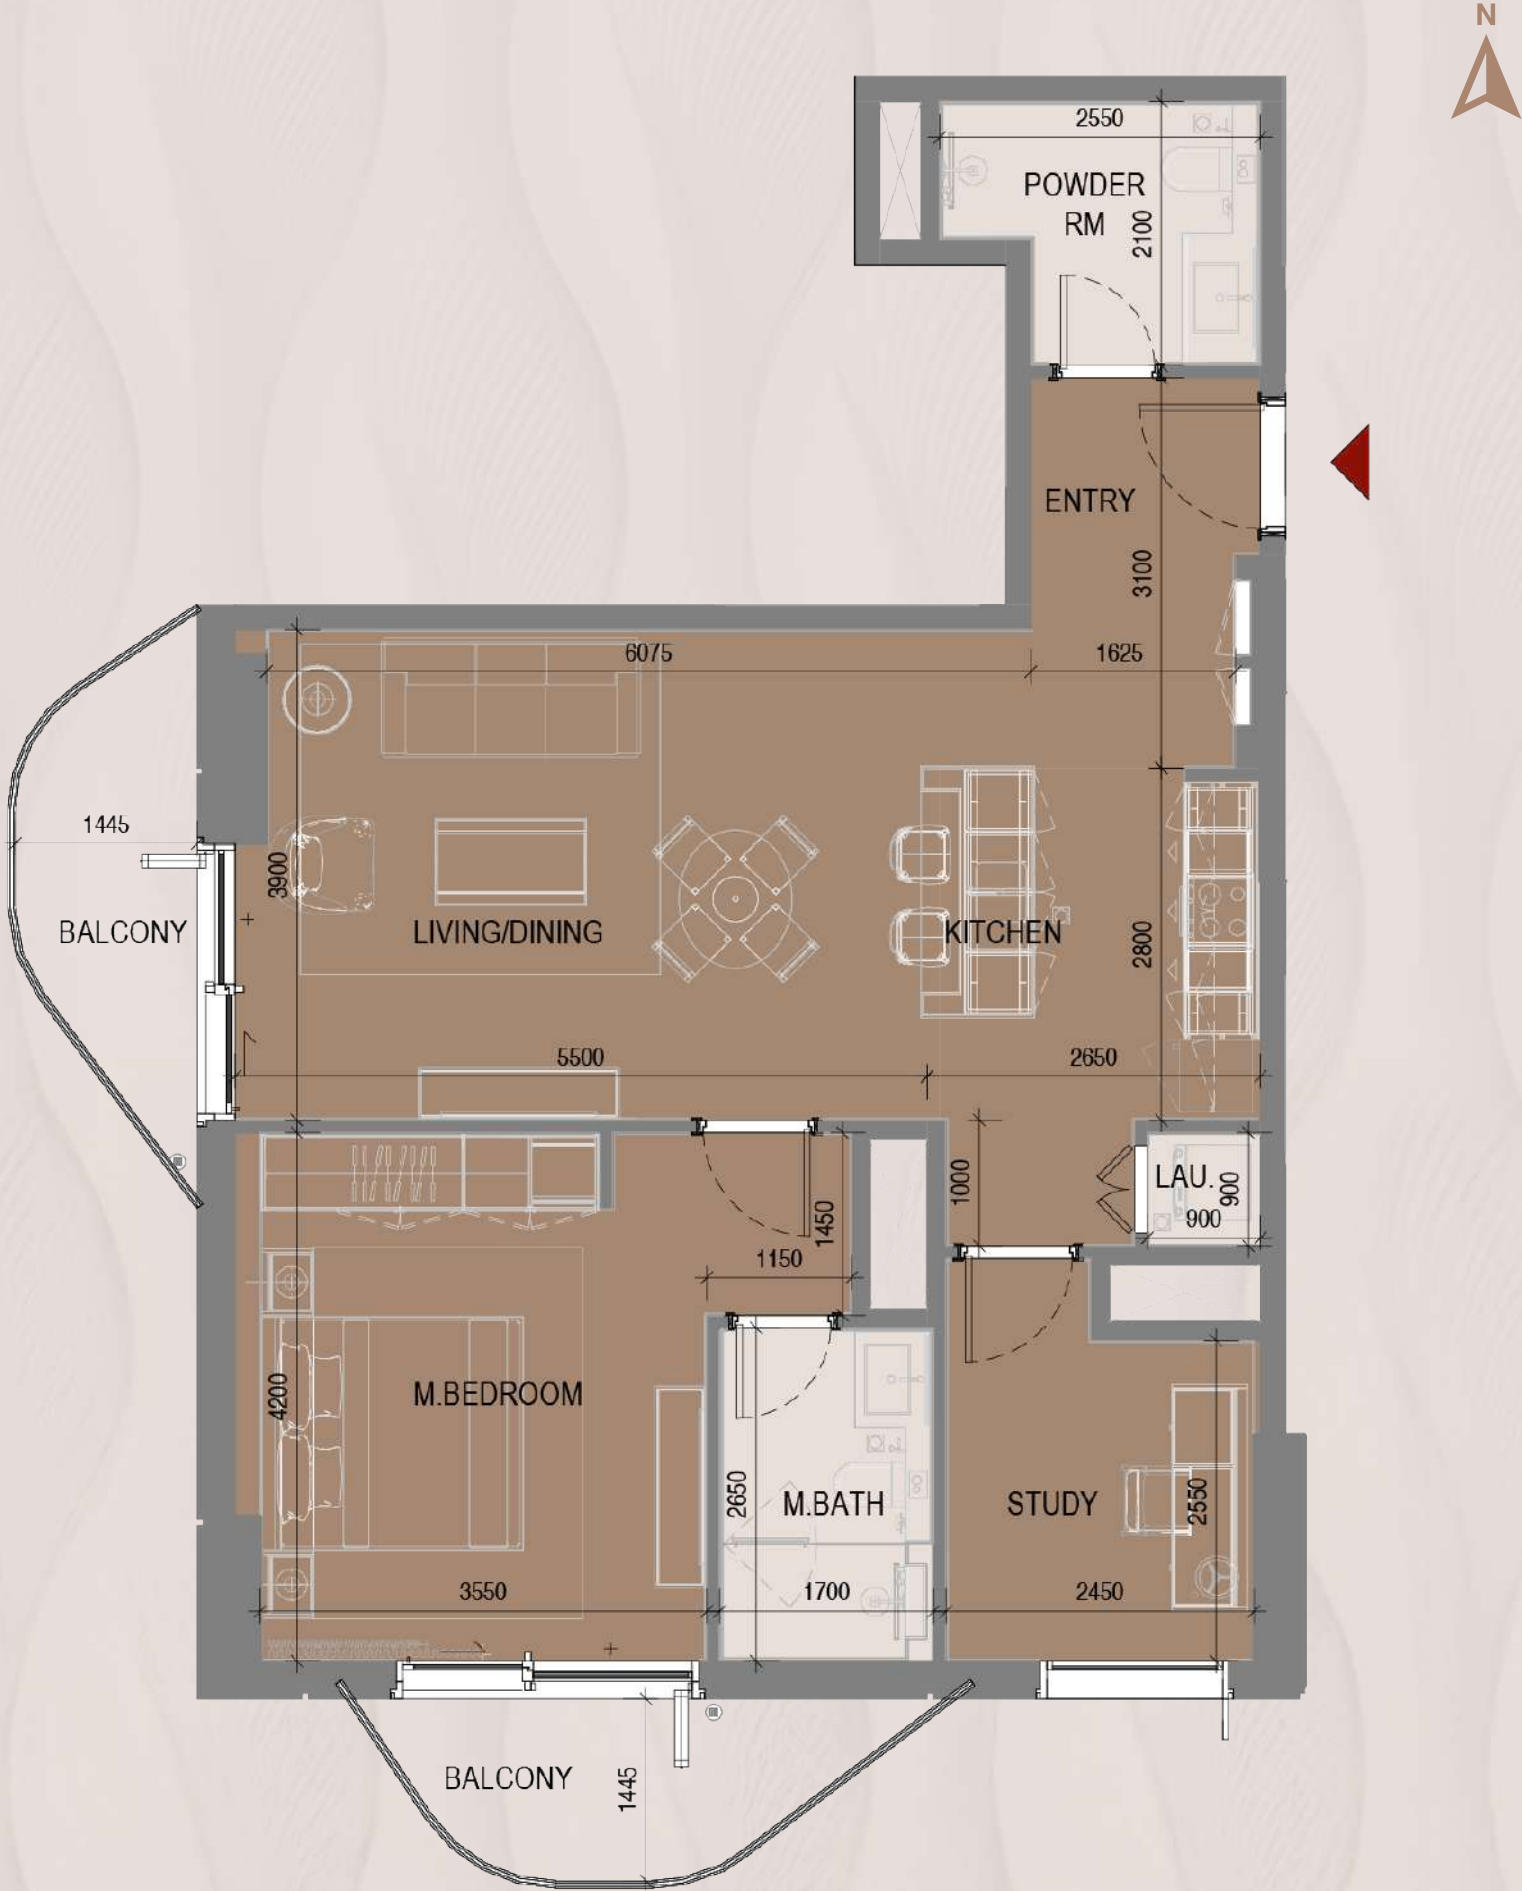 N
2550
POWDER
RM
2100
ENTRY
3100
6075
1625
1445
3900
BALCONY
LIVING/DINING
KITCHEN
2800
5500
2650
1000
LAU.
900
900
1450
1150
4200
M.BEDROOM
2650
M.BATH
STUDY
2550
3550
1700
2450
BALCONY
1445